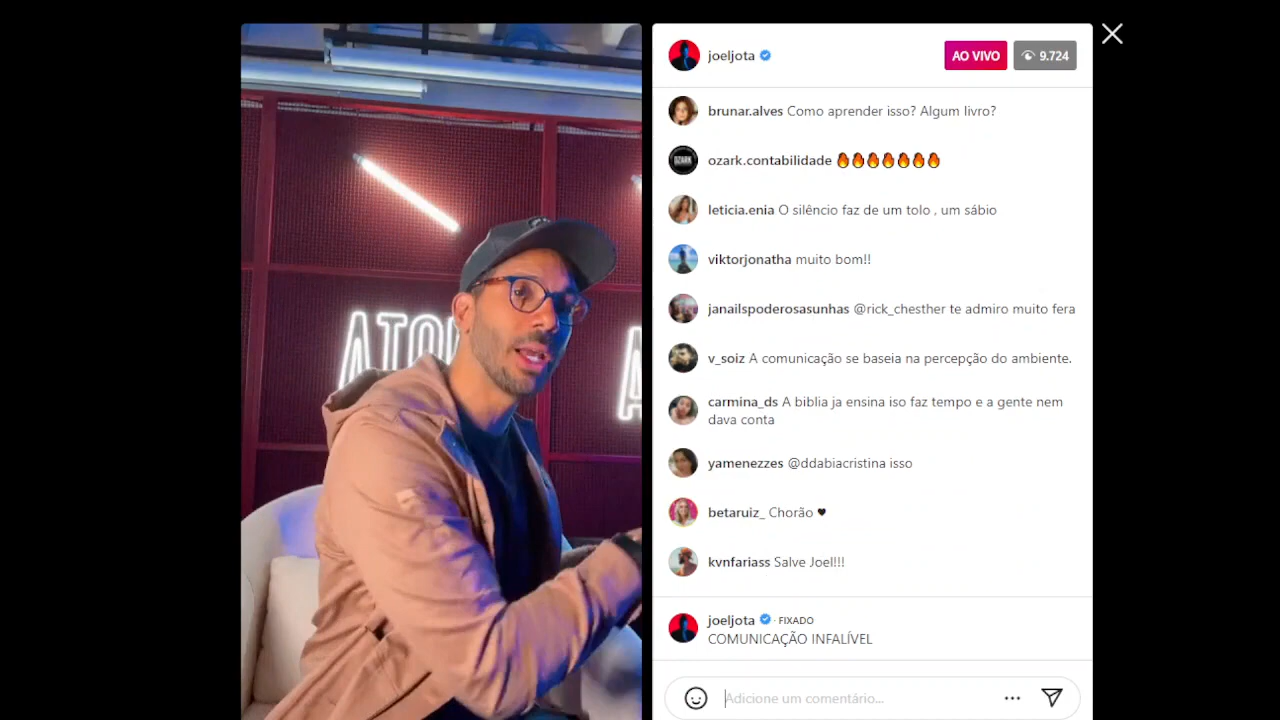 joeljota
AO VIVO
9.724
brunar.alves Como aprender isso? Algum livro?
ozark.contabilidade 🔥🔥🔥🔥🔥🔥🔥
leticia.enia O silêncio faz de um tolo , um sábio
viktorjonatha muito bom!!
janailspoderosasunhas @rick_chesther te admiro muito fera
v_soiz A comunicação se baseia na percepção do ambiente.
carmina_ds A biblia ja ensina iso faz tempo e a gente nem
dava conta
yamenezzes @ddabiacristina isso
betaruiz_ Chorão ♥
kvnfariass Salve Joel!!!
joeljota · FIXADO
COMUNICAÇÃO INFALÍVEL
Adicione um comentário...
OZARK